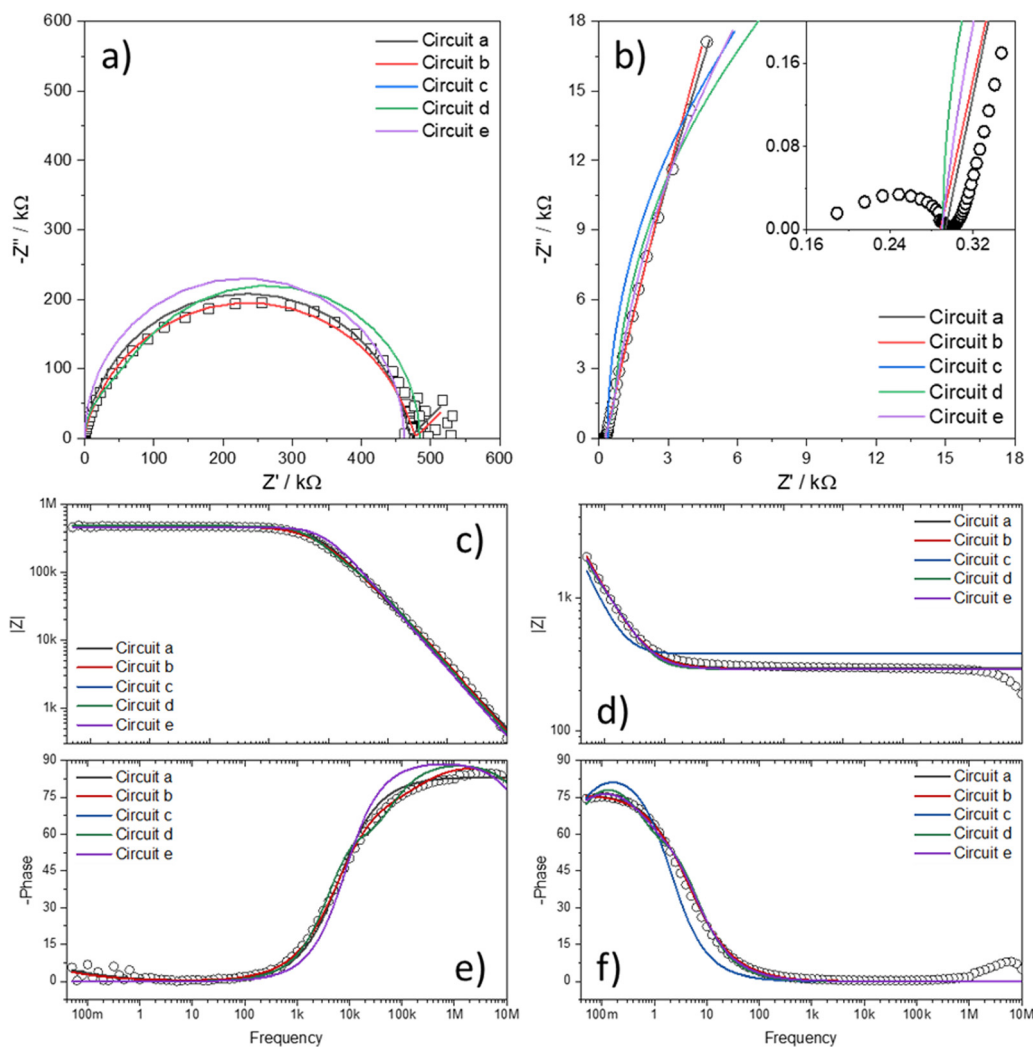 a)
Circuit a
Circuit b
Circuit c
Circuit d
Circuit e
-Z'' / kΩ
600
500
400
300
200
100
0
0 100 200 300 400 500 600
Z' / kΩ
b)
Circuit a
Circuit b
Circuit c
Circuit d
Circuit e
-Z'' / kΩ
18
15
12
9
6
3
0
0 3 6 9 12 15 18
Z' / kΩ
0.16
0.08
0.00
0.16 0.24 0.32
c)
Circuit a
Circuit b
Circuit c
Circuit d
Circuit e
|Z|
1M
100k
10k
1k
d)
Circuit a
Circuit b
Circuit c
Circuit d
Circuit e
|Z|
1k
100
e)
Circuit a
Circuit b
Circuit c
Circuit d
Circuit e
-Phase
90
75
60
45
30
15
0
100m 1 10 100 1k 10k 100k 1M 10M
Frequency
f)
Circuit a
Circuit b
Circuit c
Circuit d
Circuit e
-Phase
90
75
60
45
30
15
0
100m 1 10 100 1k 10k 100k 1M 10M
Frequency